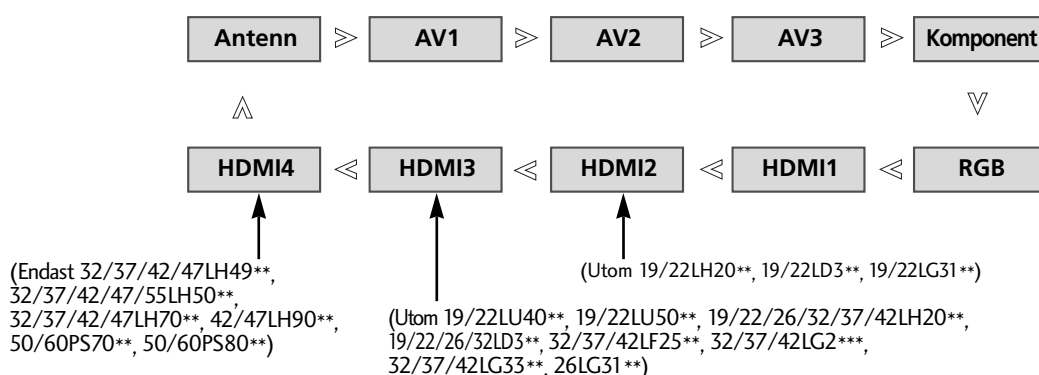 Antenn AV1 AV2 AV3 Komponent
HDMI4 HDMI3 HDMI2 HDMI1 RGB
(Endast 32/37/42/47LH49**,
32/37/42/47/55LH50**,
32/37/42/47LH70**, 42/47LH90**,
50/60PS70**, 50/60PS80**)
(Utom 19/22LU40**, 19/22LU50**, 19/22/26/32/37/42LH20**,
19/22/26/32LD3**, 32/37/42LF25**, 32/37/42LG2***,
32/37/42LG33**, 26LG31**)
(Utom 19/22LH20**, 19/22LD3**, 19/22LG31**)